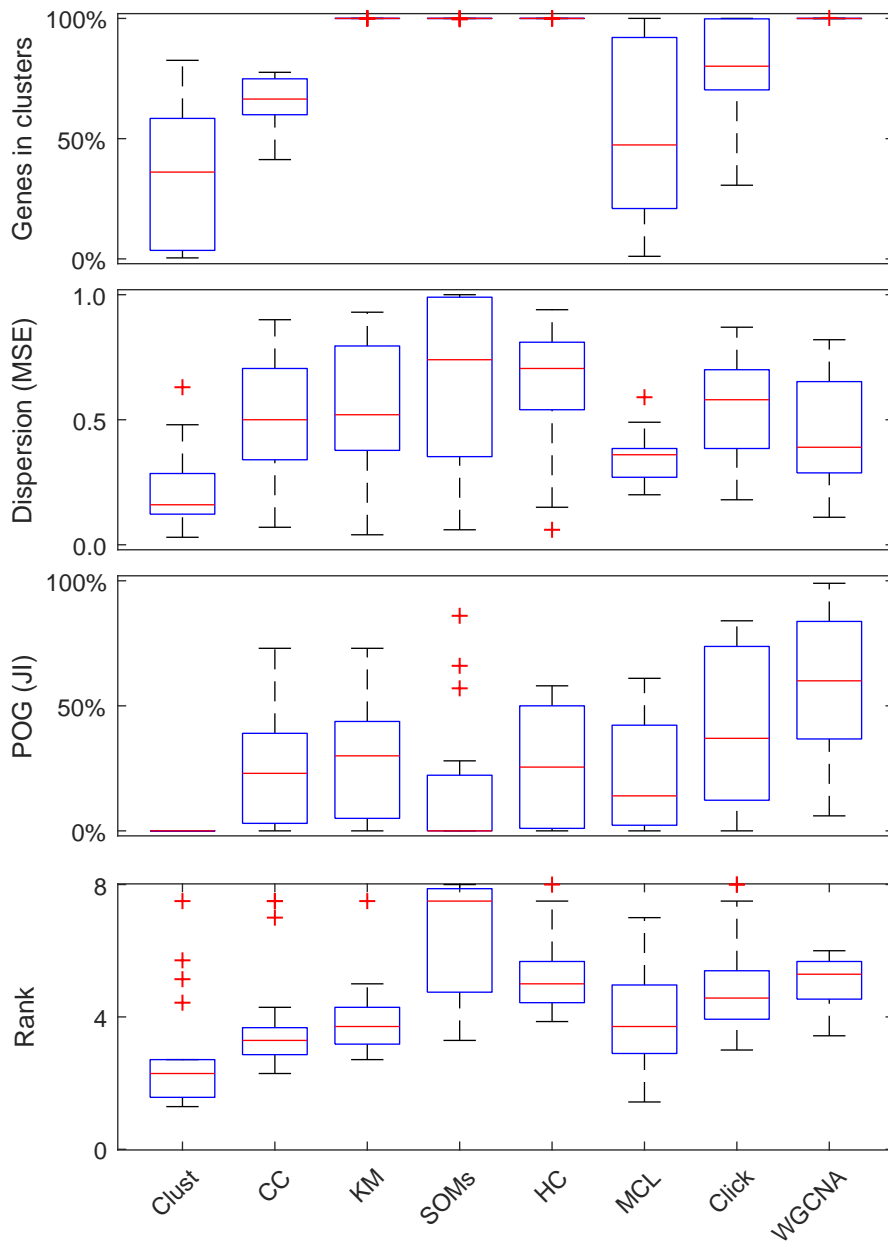 100%
50%
0%
Genes in clusters
1.0
0.5
0.0
Dispersion (MSE)
100%
50%
0%
POG (JI)
8
4
0
Rank
Clust
CC
KM
SOMs
HC
MCL
Click
WGCNA